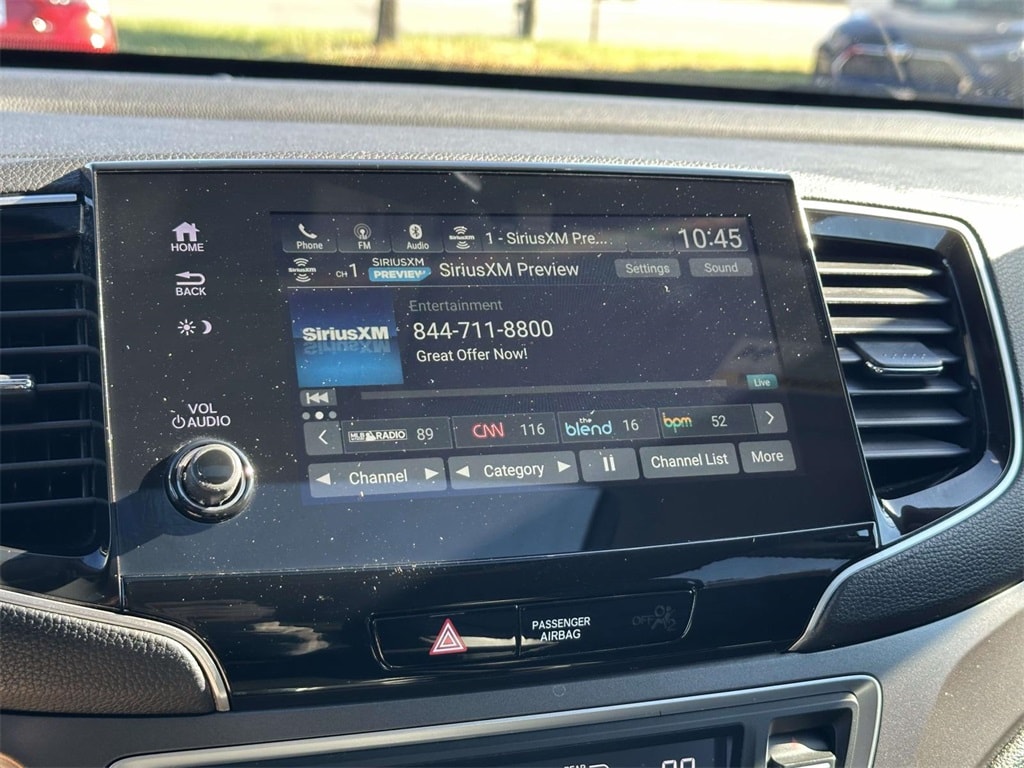 HOME
BACK
VOL
AUDIO
Phone FM Audio SiriusXM 1 - SiriusXM Pre... 10:45
SiriusXM CH 1 SIRIUSXM PREVIEW SiriusXM Preview Settings Sound
SiriusXM
Entertainment
844-711-8800
Great Offer Now!
Live
MLB RADIO 89 CNN 116 the blend 16 bpm 52
Channel Category Channel List More
PASSENGER
AIRBAG
OFF